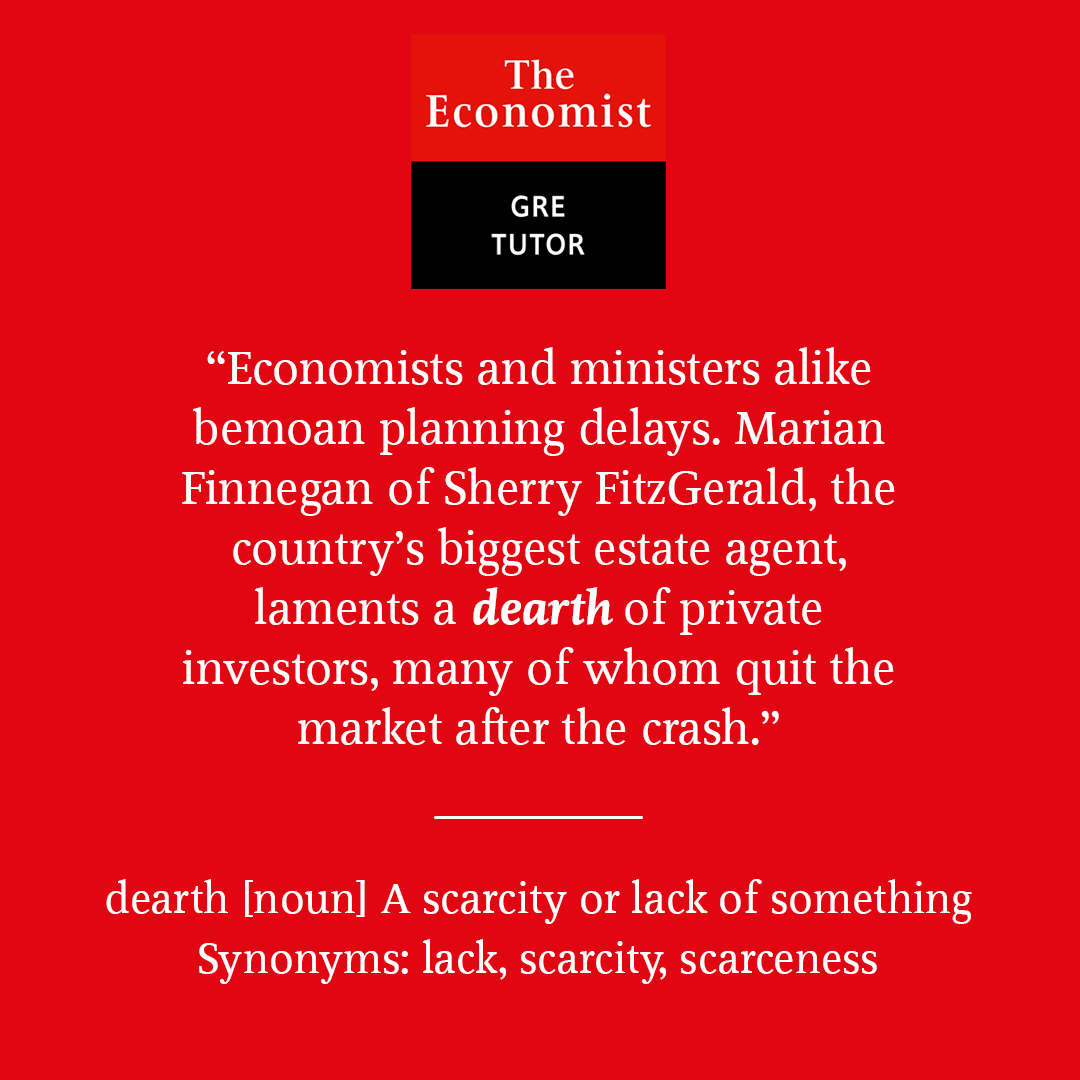 The
Economist
GRE
TUTOR
“Economists and ministers alike
bemoan planning delays. Marian
Finnegan of Sherry FitzGerald, the
country’s biggest estate agent,
laments a dearth of private
investors, many of whom quit the
market after the crash.”
dearth [noun] A scarcity or lack of something
Synonyms: lack, scarcity, scarceness